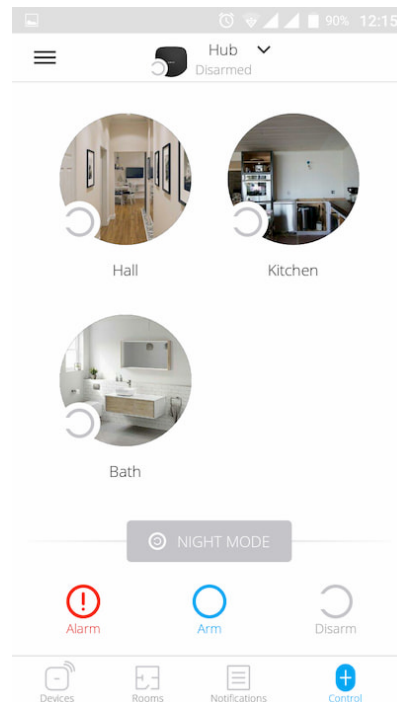 90% 12:15
Hub
Disarmed
Hall
Kitchen
Bath
NIGHT MODE
Alarm
Arm
Disarm
Devices
Rooms
Notifications
Control